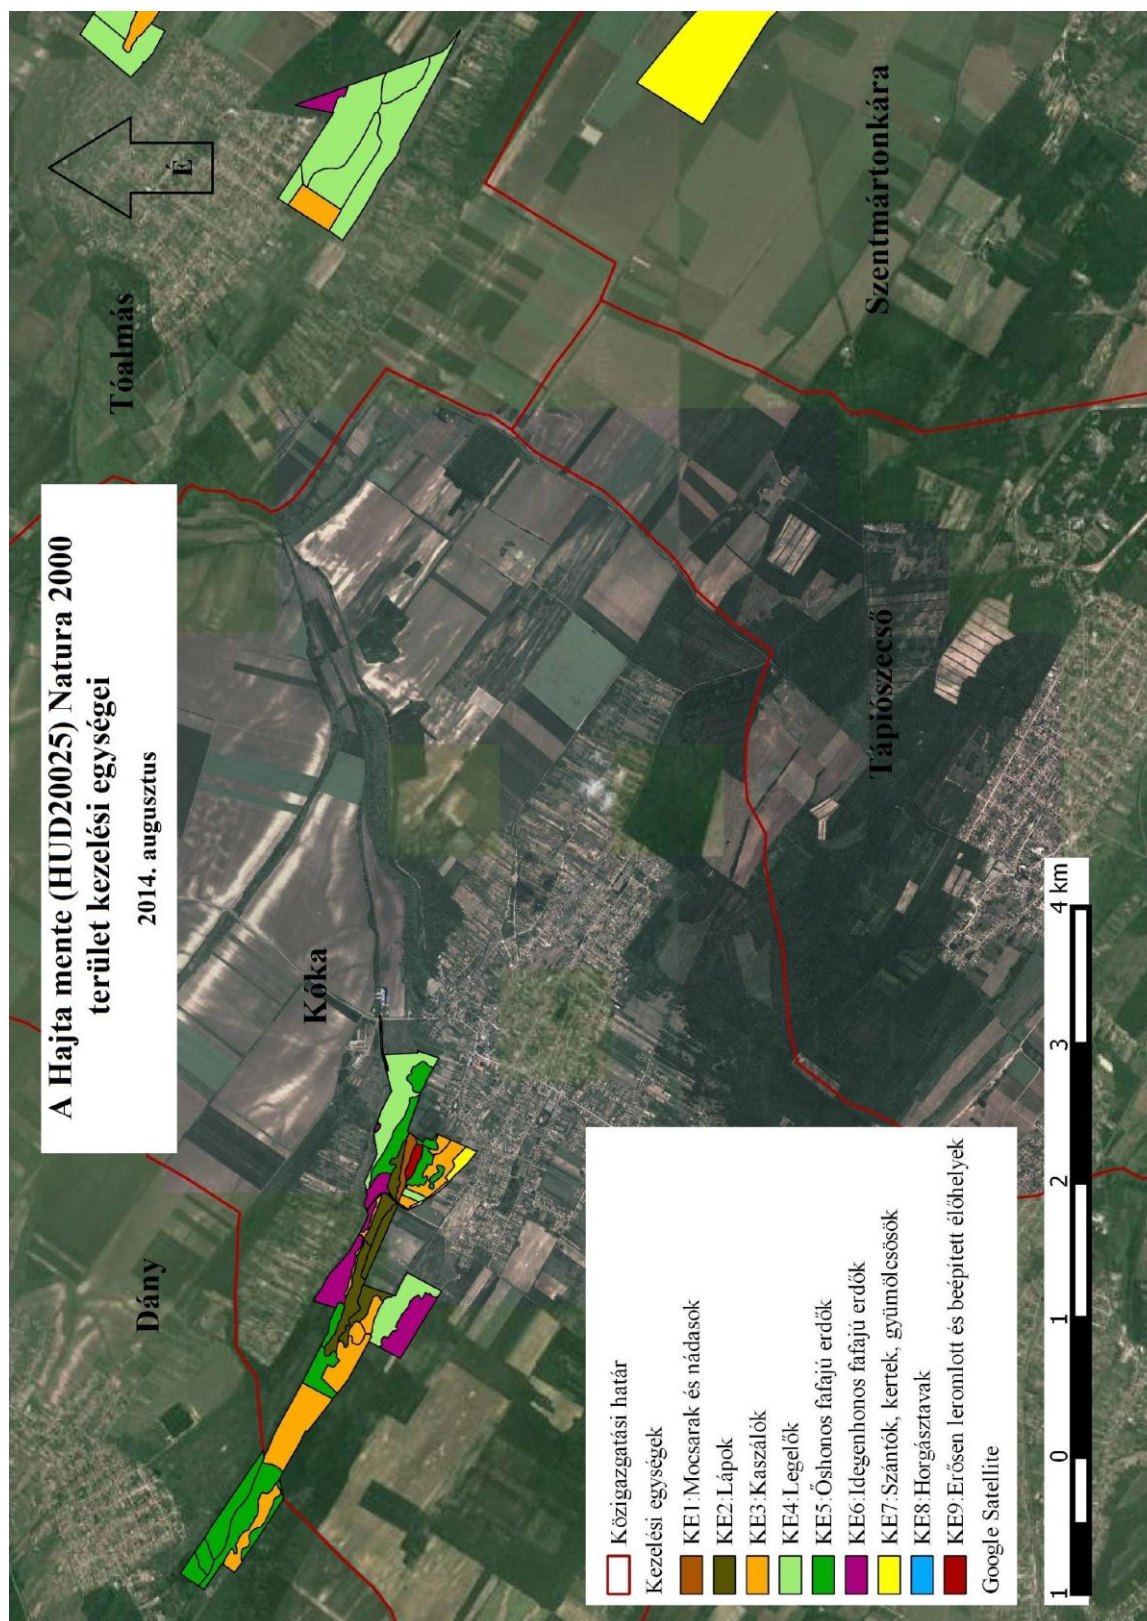 A Hajta mente (HUD20025) Natura 2000
terület kezelési egységei
2014. augusztus
É
Dány
Kóka
Tóalmás
Tápiószecső
Szentmártonkára
Közigazgatási határ
Kezelési egységek
KE1:Mocsarak és nádasok
KE2:Lápok
KE3:Kaszálók
KE4:Legelők
KE5:Őshonos fafajú erdők
KE6:Idegenhonos fafajú erdők
KE7:Szántók, kertek, gyümölcsösök
KE8:Horgásztavak
KE9:Erősen leromlott és beépített élőhelyek
Google Satellite
1 0 1 2 3 4 km